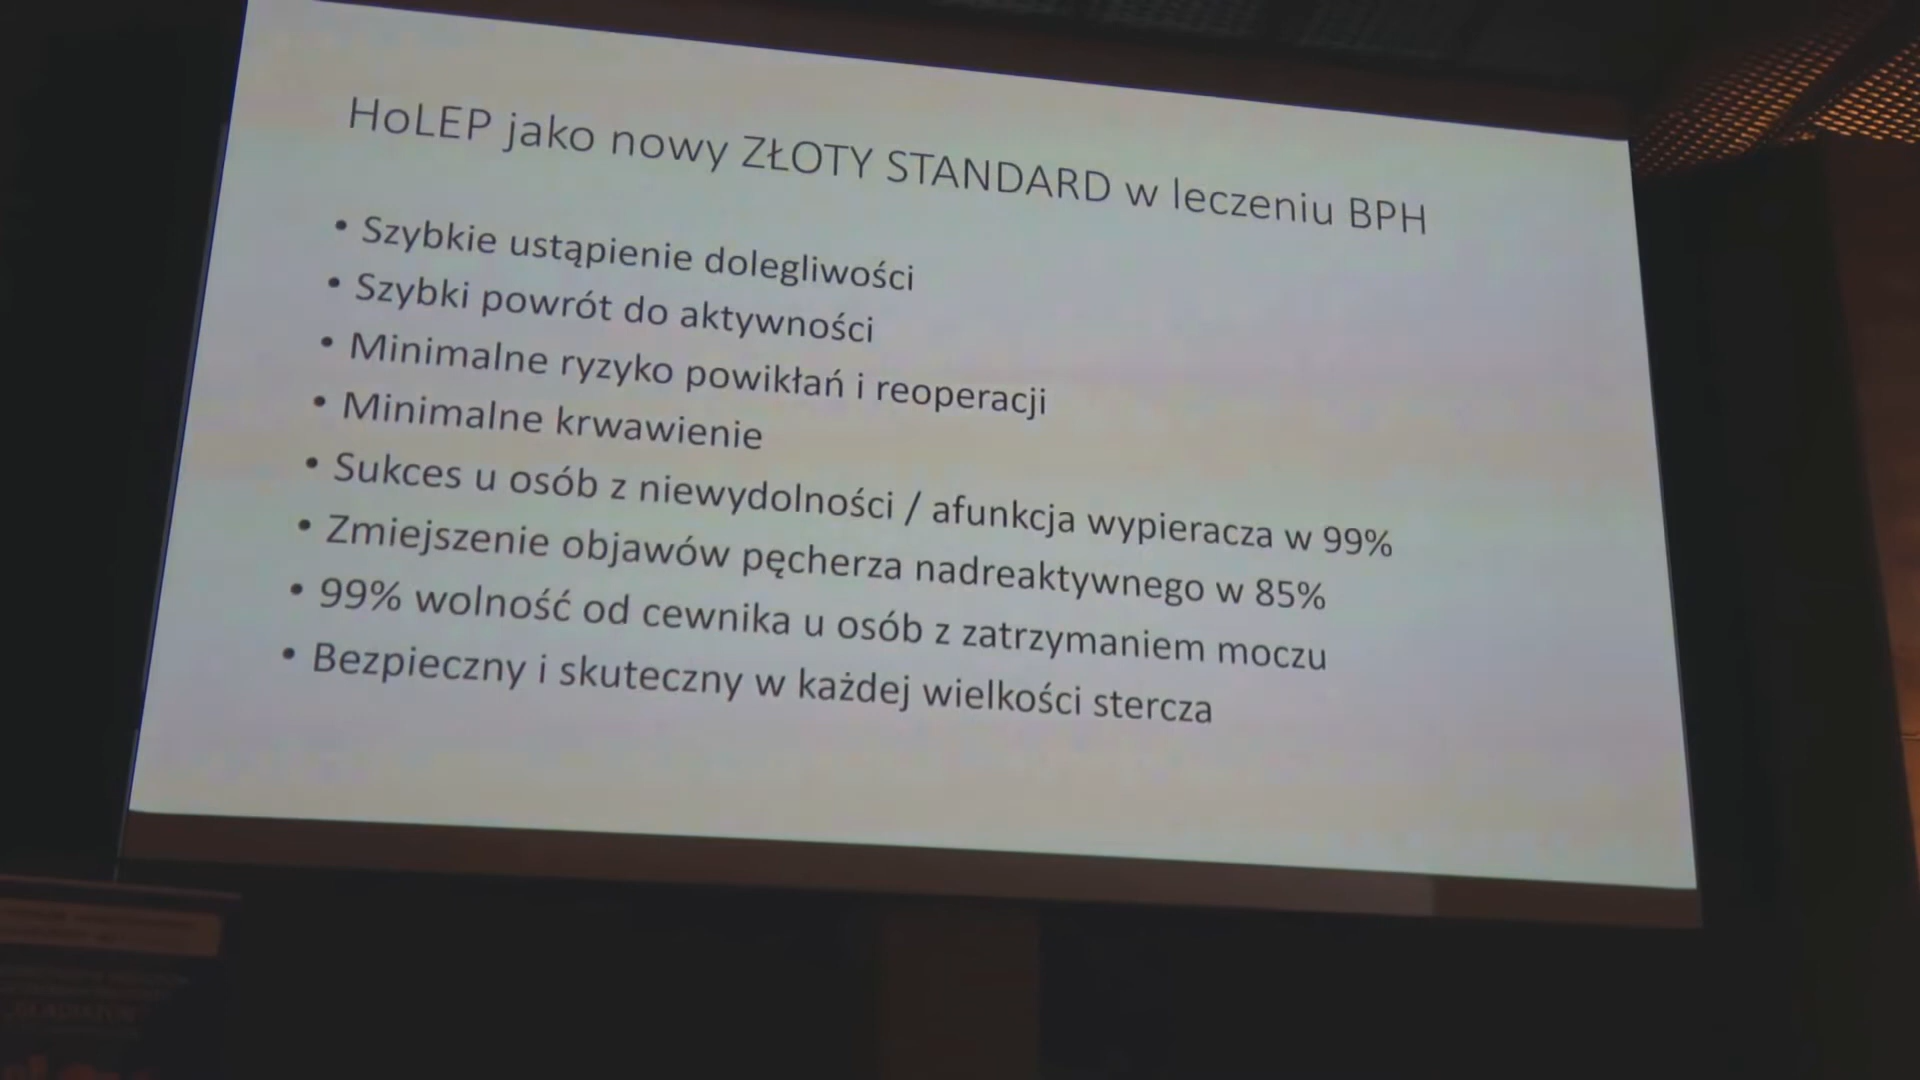 HoLEP jako nowy ZŁOTY STANDARD w leczeniu BPH
• Szybkie ustąpienie dolegliwości
• Szybki powrót do aktywności
• Minimalne ryzyko powikłań i reoperacji
• Minimalne krwawienie
• Sukces u osób z niewydolności / afunkcja wypieracza w 99%
• Zmiejszenie objawów pęcherza nadreaktywnego w 85%
• 99% wolność od cewnika u osób z zatrzymaniem moczu
• Bezpieczny i skuteczny w każdej wielkości stercza